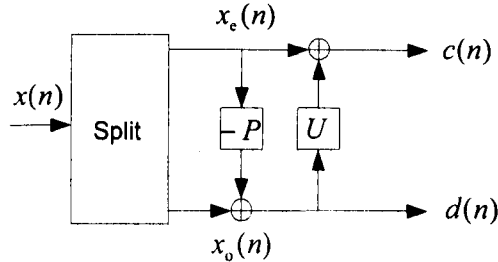 x_e(n)
c(n)
x(n)
Split
– P
U
x_o(n)
d(n)